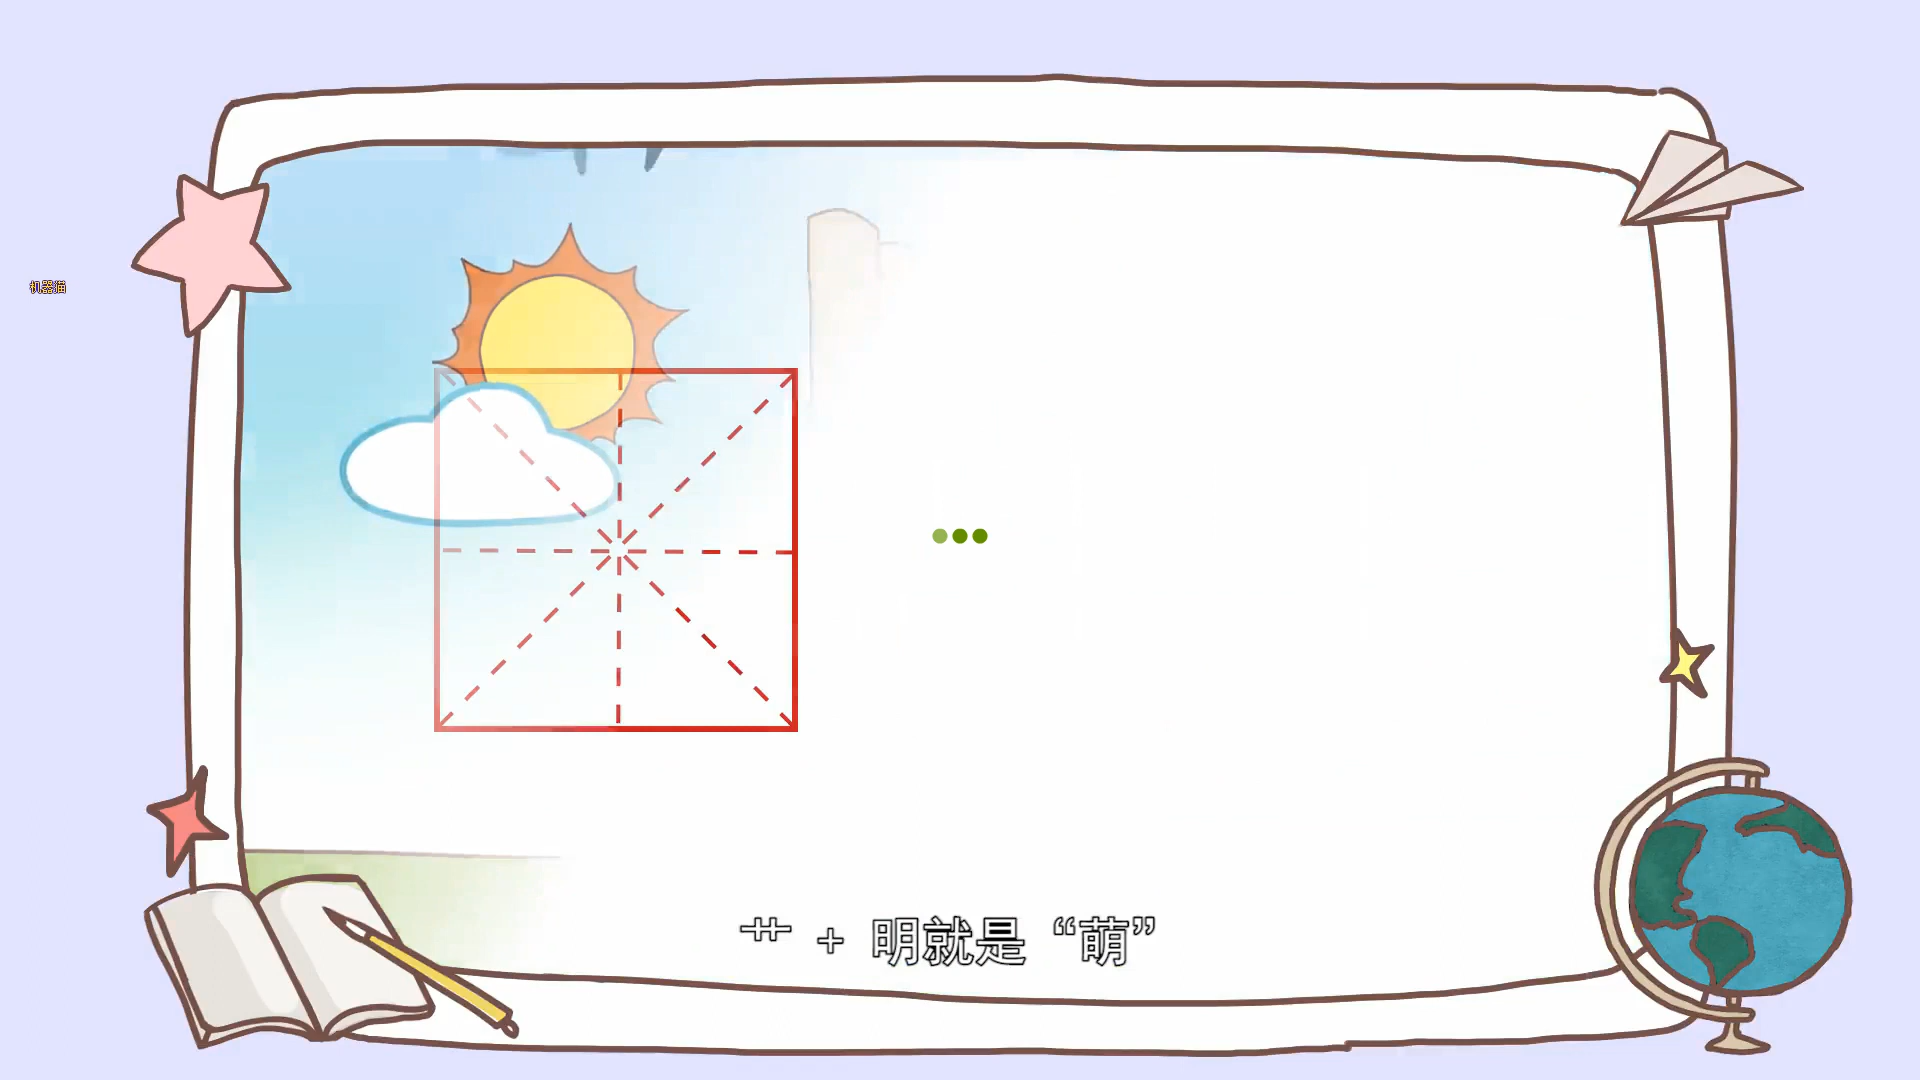 机器猫
艹 + 明就是 “萌”